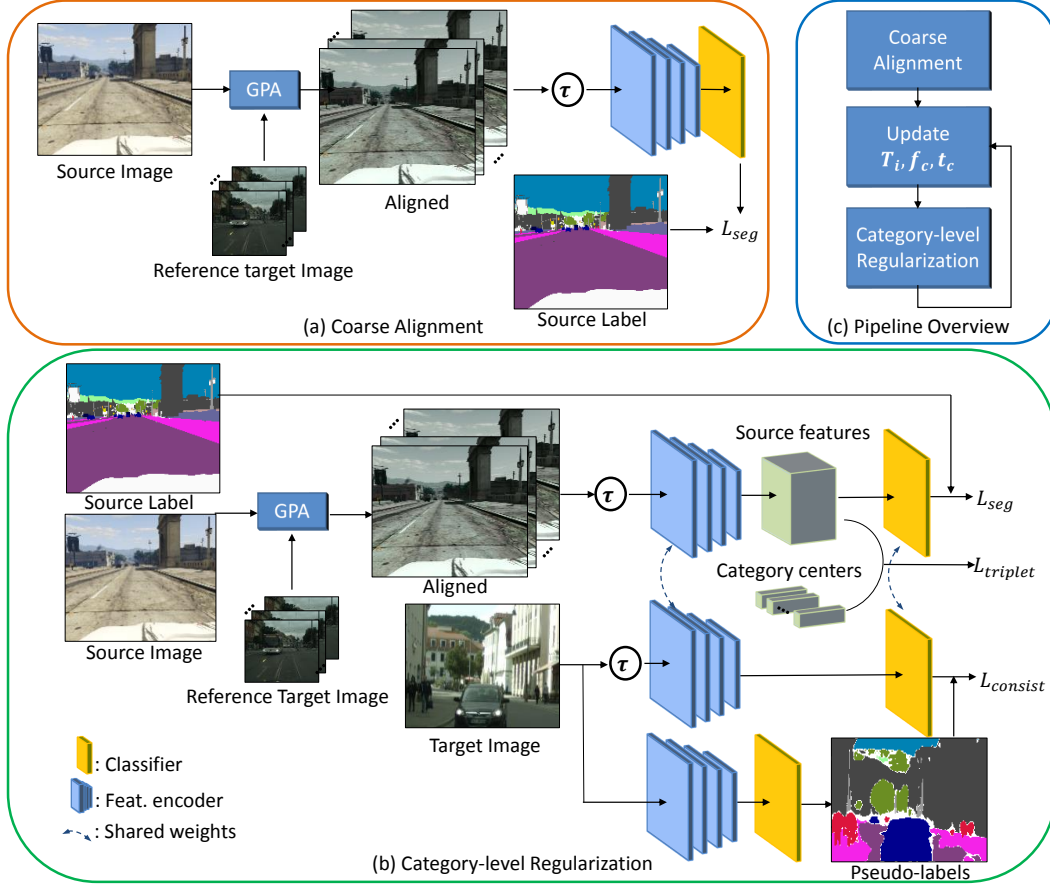 GPA
τ
Source Image
Aligned
Reference target Image
L_seg
Source Label
(a) Coarse Alignment
Coarse
Alignment
Update
T_i, f_c, t_c
Category-level
Regularization
(c) Pipeline Overview
Source Label
GPA
τ
Source features
L_seg
Aligned
Category centers
L_triplet
Source Image
Reference Target Image
τ
L_consist
Target Image
: Classifier
: Feat. encoder
: Shared weights
(b) Category-level Regularization
Pseudo-labels